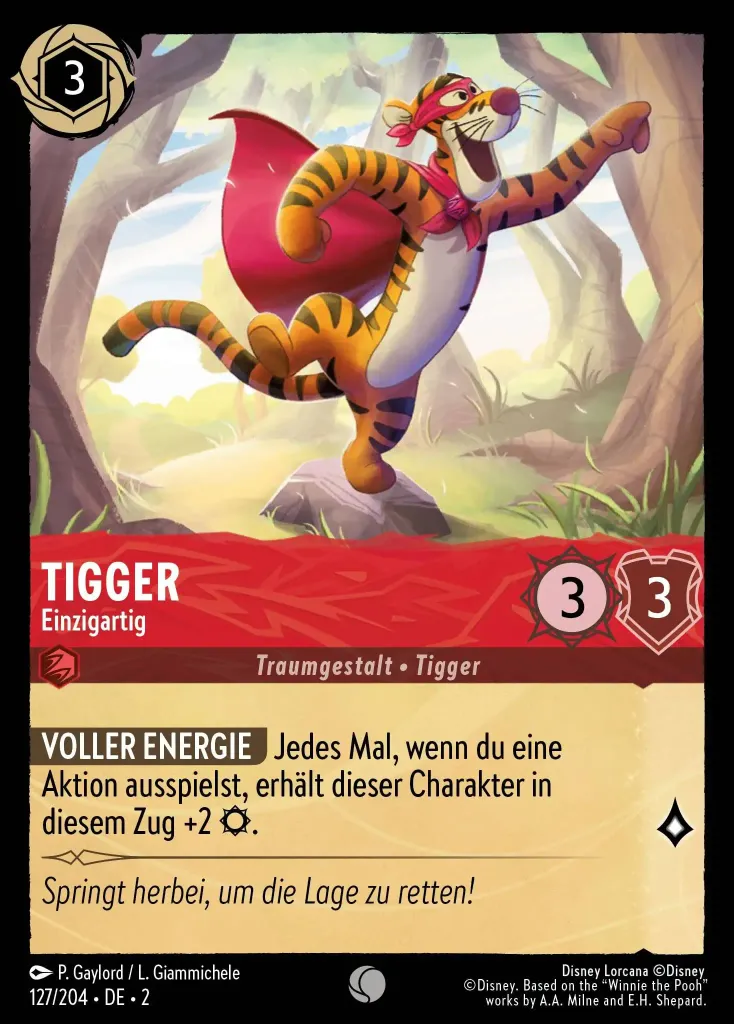 3
TIGGER
Einzigartig
3
3
Traumgestalt • Tigger
VOLLER ENERGIE Jedes Mal, wenn du eine
Aktion ausspielst, erhält dieser Charakter in
diesem Zug +2 .
Springt herbei, um die Lage zu retten!
P. Gaylord / L. Giammichele
127/204 • DE • 2
Disney Lorcana ©Disney
©Disney. Based on the “Winnie the Pooh”
works by A.A. Milne and E.H. Shepard.